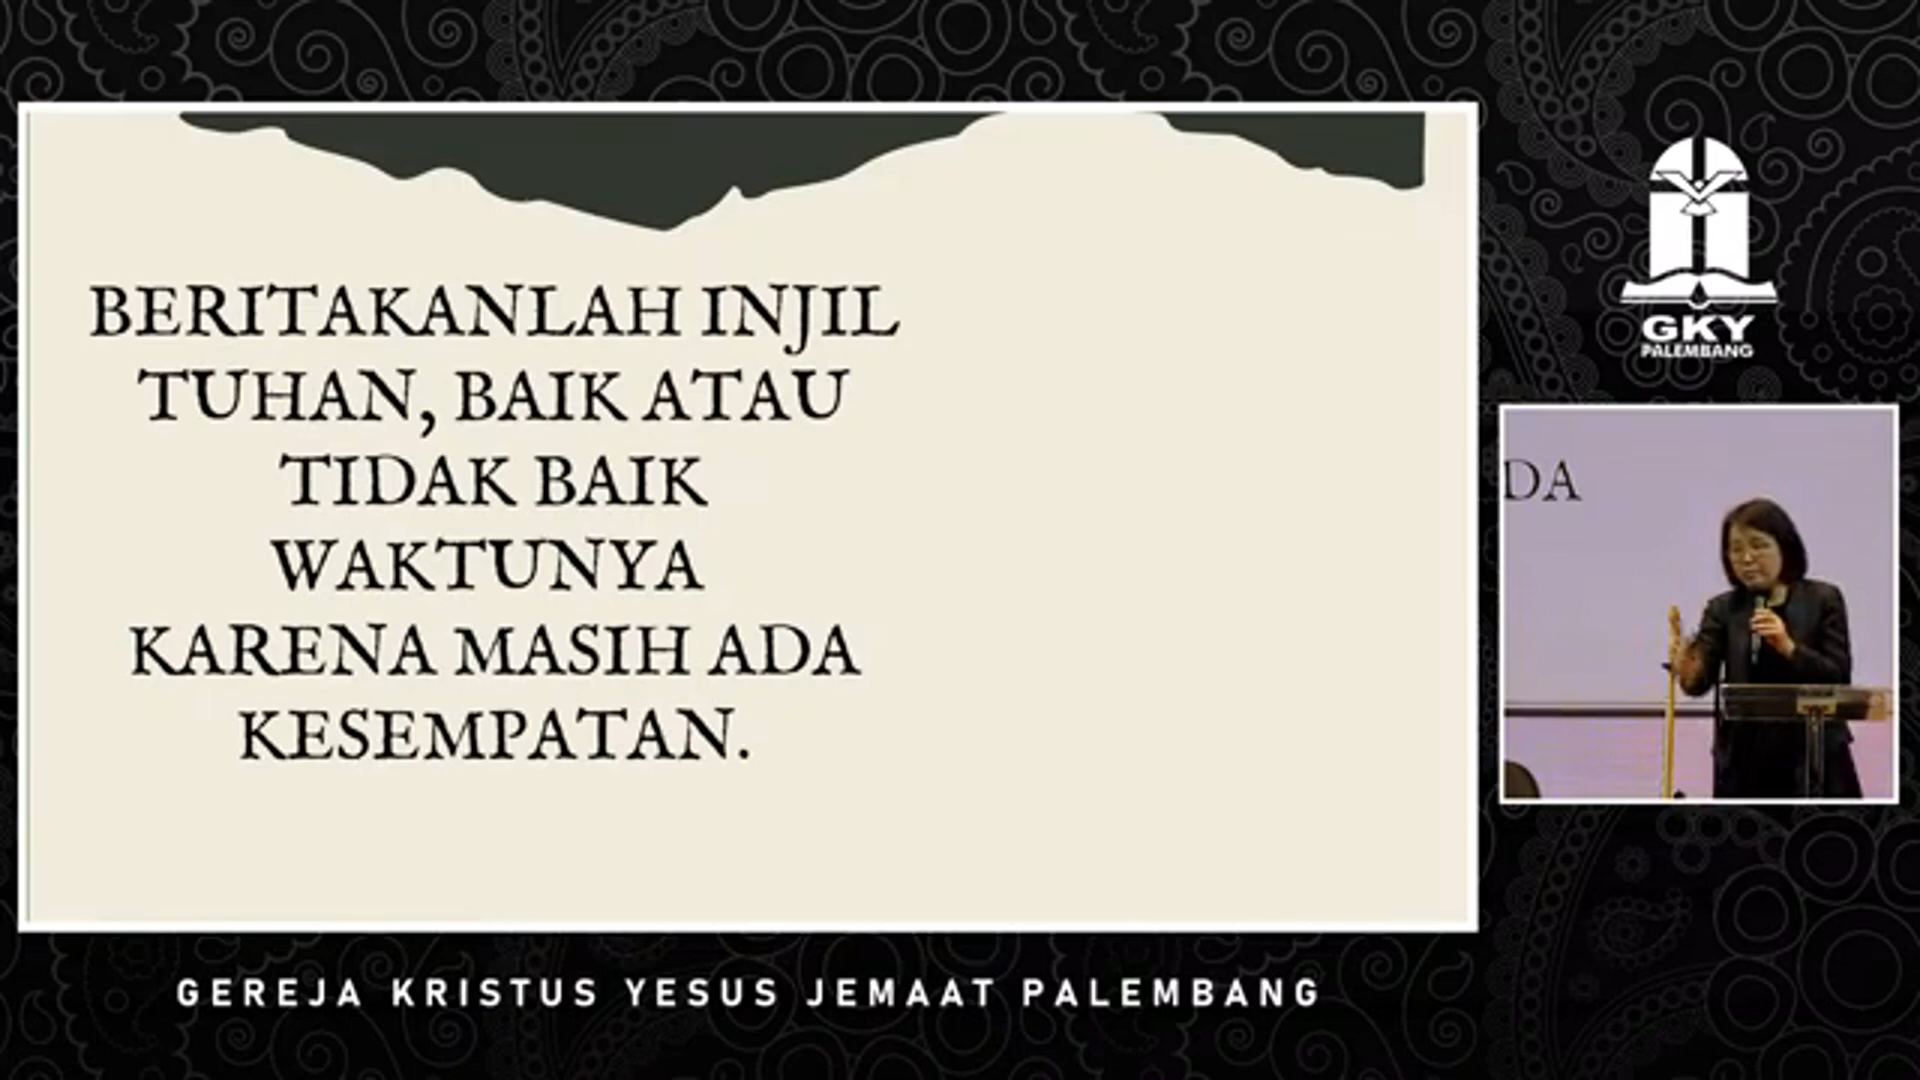 BERITAKANLAH INJIL
TUHAN, BAIK ATAU
TIDAK BAIK
WAKTUNYA
KARENA MASIH ADA
KESEMPATAN.
GKY
PALEMBANG
DA
GEREJA KRISTUS YESUS JEMAAT PALEMBANG